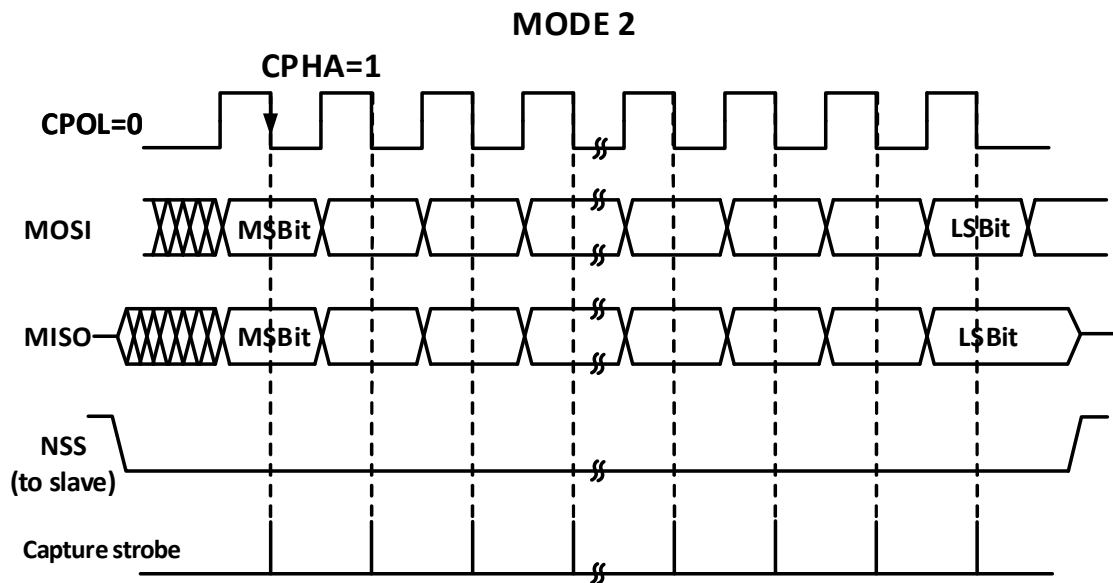 MODE 2
CPHA=1
CPOL=0
MOSI
MSBit
LSBit
MISO
MSBit
LSBit
NSS
(to slave)
Capture strobe